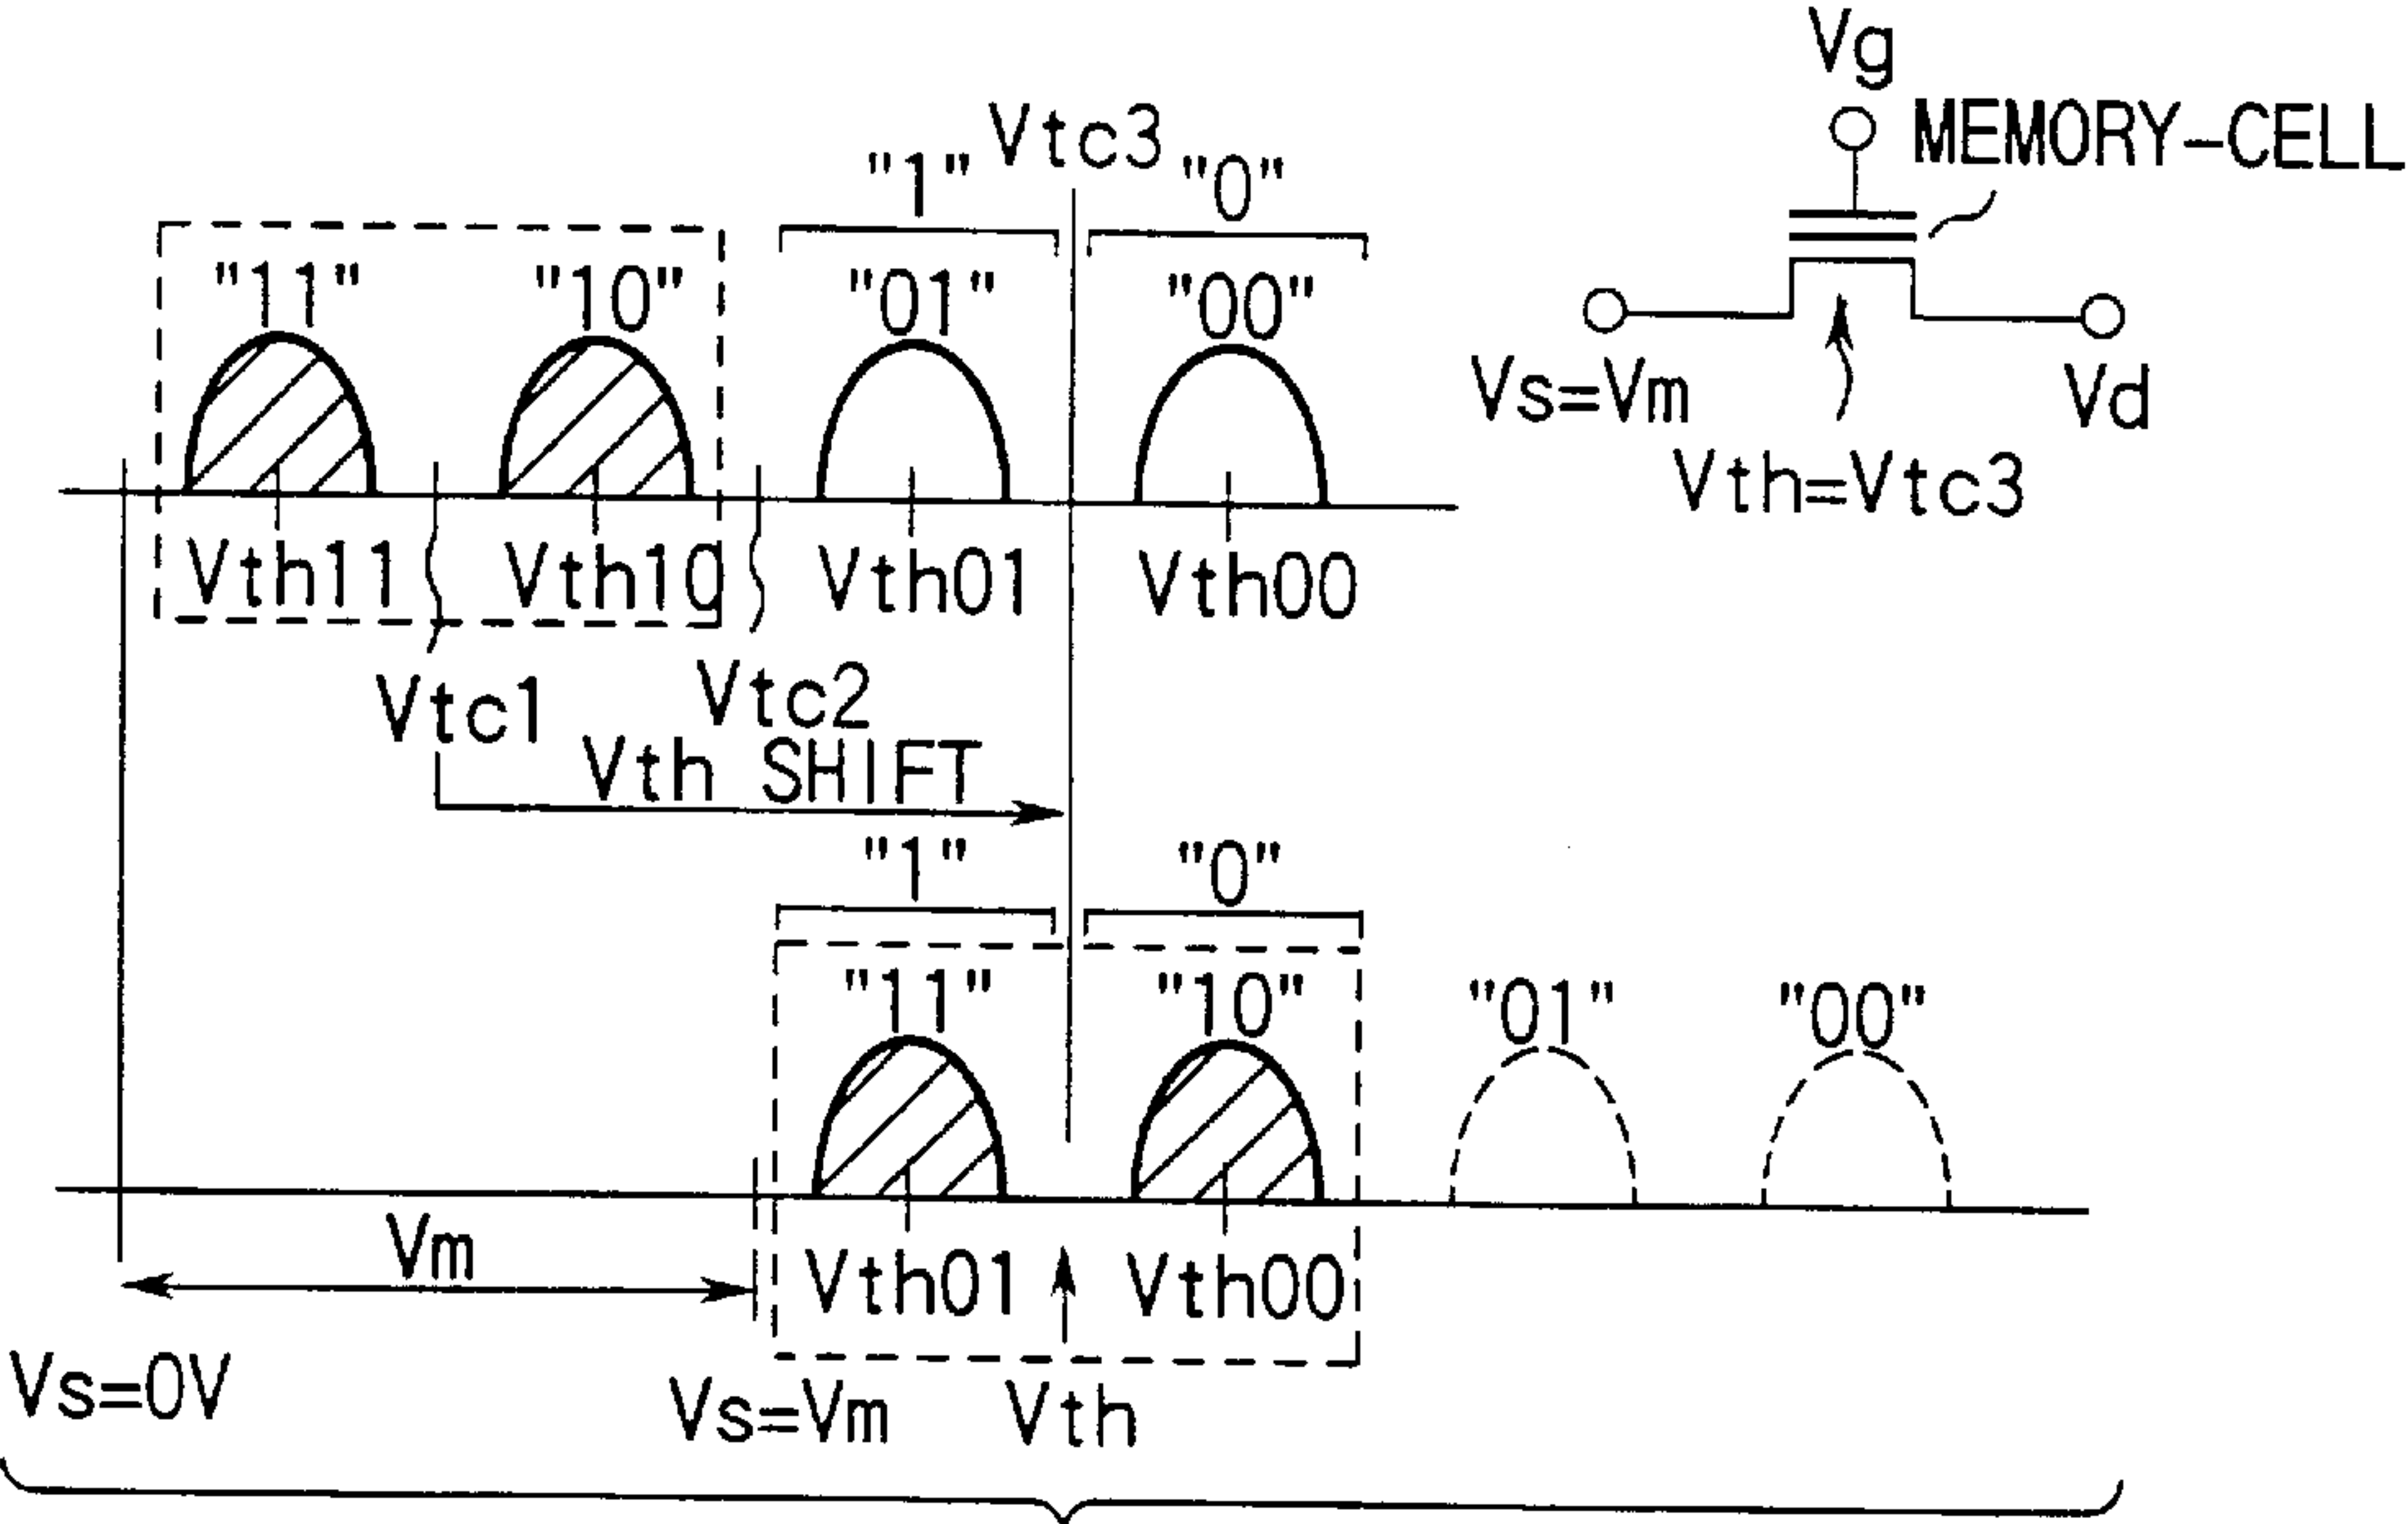 Vg
MEMORY-CELL
Vs=Vm
Vd
Vth=Vtc3
Vtc3
"1" "0"
"11" "10" "01" "00"
Vth11 Vth10 Vth01 Vth00
Vtc1 Vtc2
Vth SHIFT
"1" "0"
"11" "10" "01" "00"
Vm
Vth01 Vth00
Vs=0V Vs=Vm Vth